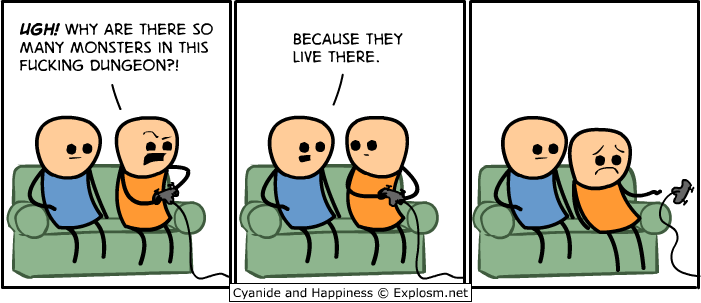 UGH! WHY ARE THERE SO
MANY MONSTERS IN THIS
FUCKING DUNGEON?!
BECAUSE THEY
LIVE THERE.
Cyanide and Happiness © Explosm.net